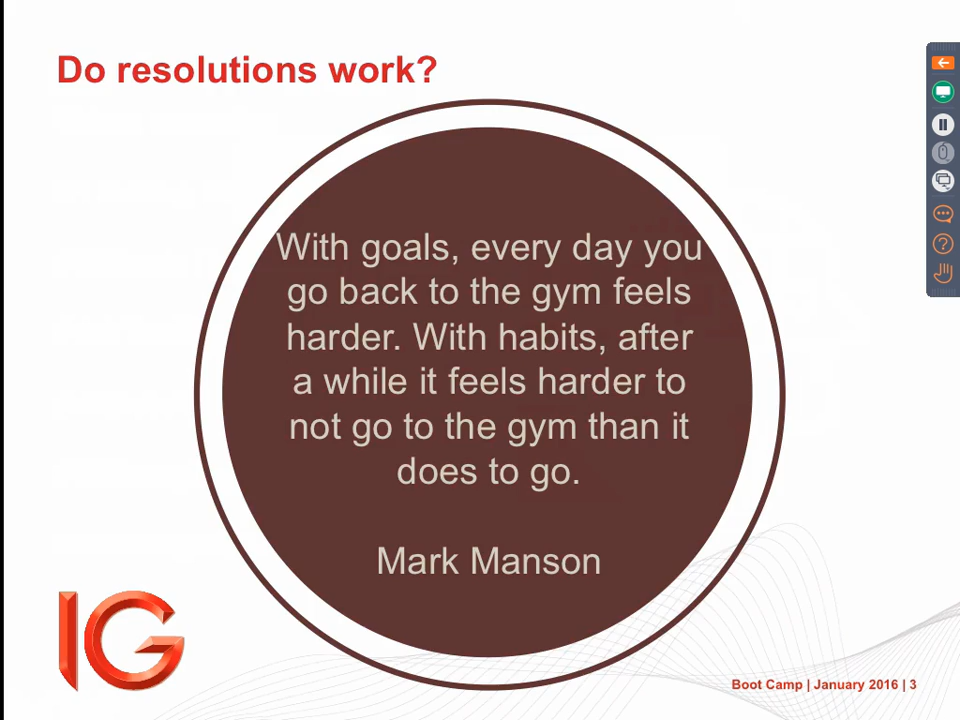 Do resolutions work?
With goals, every day you
go back to the gym feels
harder. With habits, after
a while it feels harder to
not go to the gym than it
does to go.
Mark Manson
IG
Boot Camp | January 2016 | 3